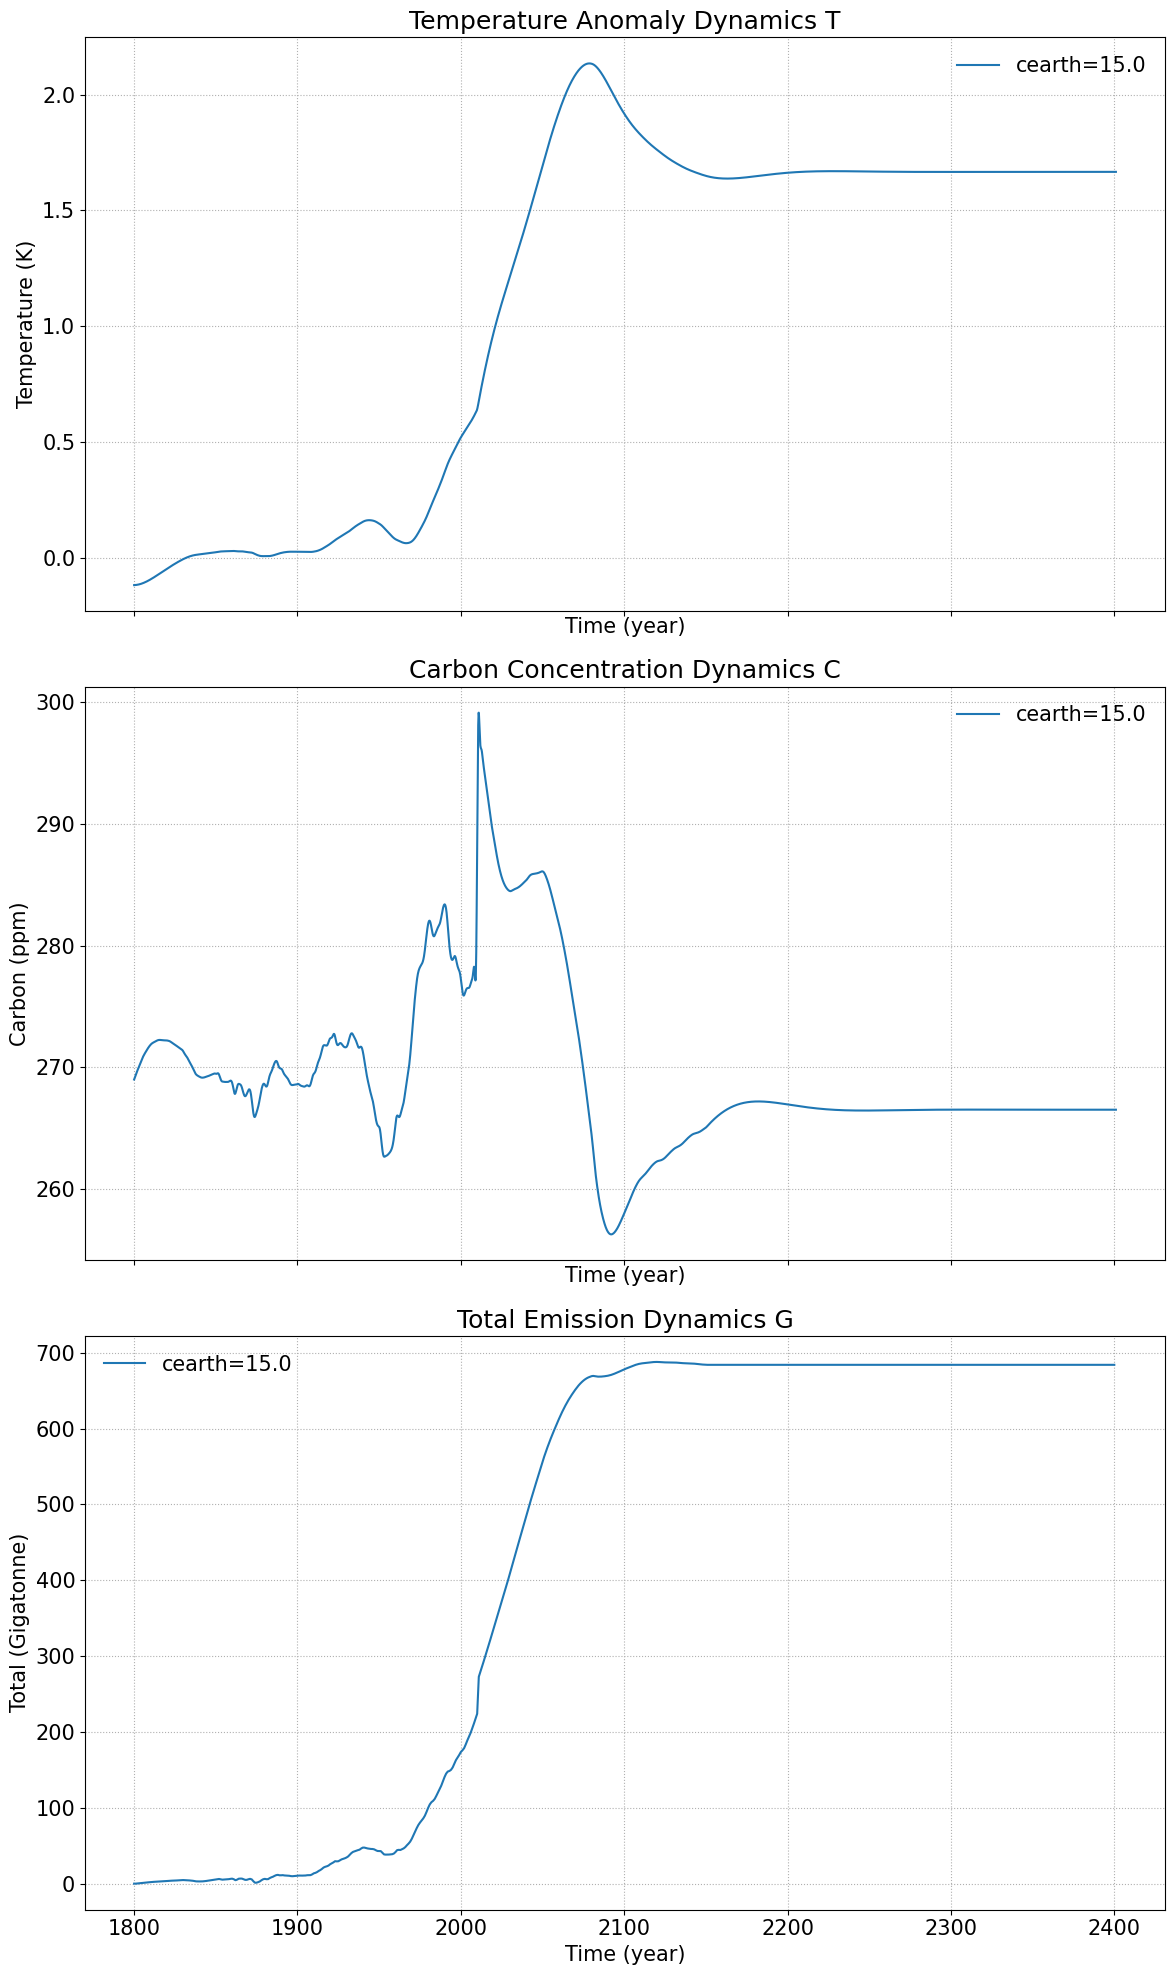 Temperature Anomaly Dynamics T
cearth=15.0
2.0
1.5
1.0
0.5
0.0
Temperature (K)
Time (year)
Carbon Concentration Dynamics C
cearth=15.0
300
290
280
270
260
Carbon (ppm)
Time (year)
Total Emission Dynamics G
cearth=15.0
700
600
500
400
300
200
100
0
Total (Gigatonne)
1800 1900 2000 2100 2200 2300 2400
Time (year)